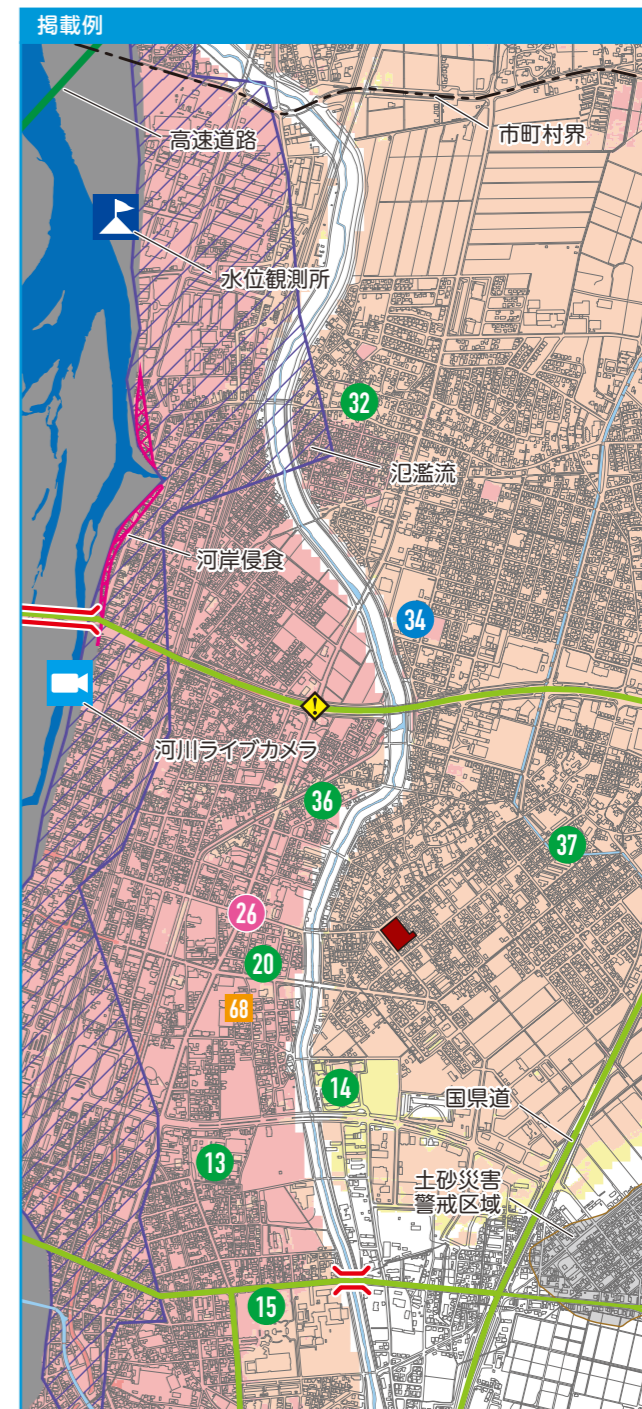 掲載例
高速道路
市町村界
水位観測所
32
氾濫流
河岸侵食
34
河川ライブカメラ
36
37
26
20
68
14
国県道
13
土砂災害
警戒区域
15